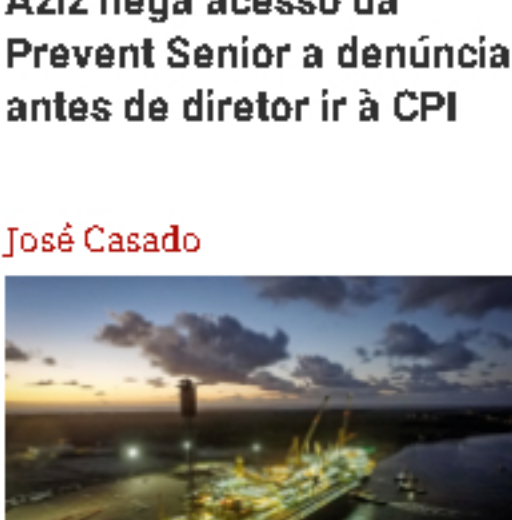 Aziz nega acesso da
Prevent Senior a denúncia
antes de diretor ir à CPI
José Casado